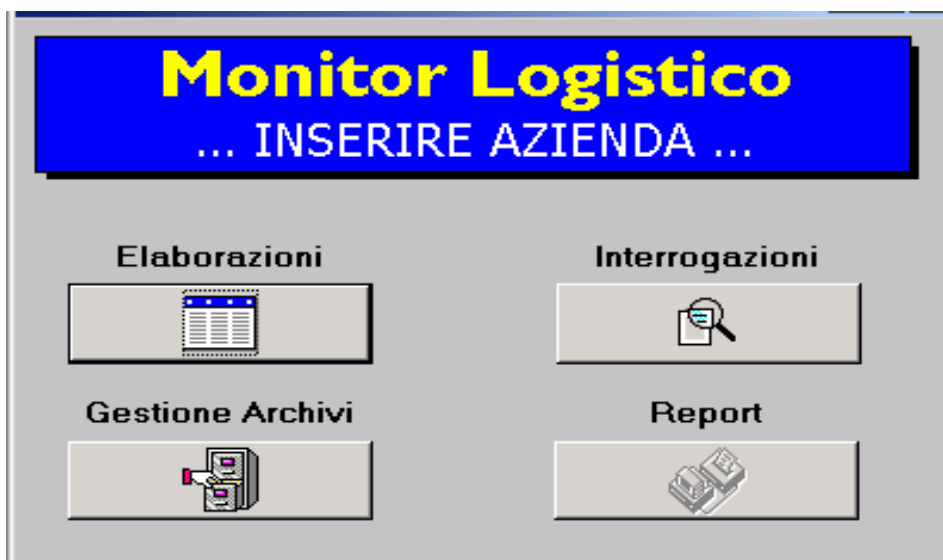 Monitor Logistico
... INSERIRE AZIENDA ...
Elaborazioni
Interrogazioni
Gestione Archivi
Report